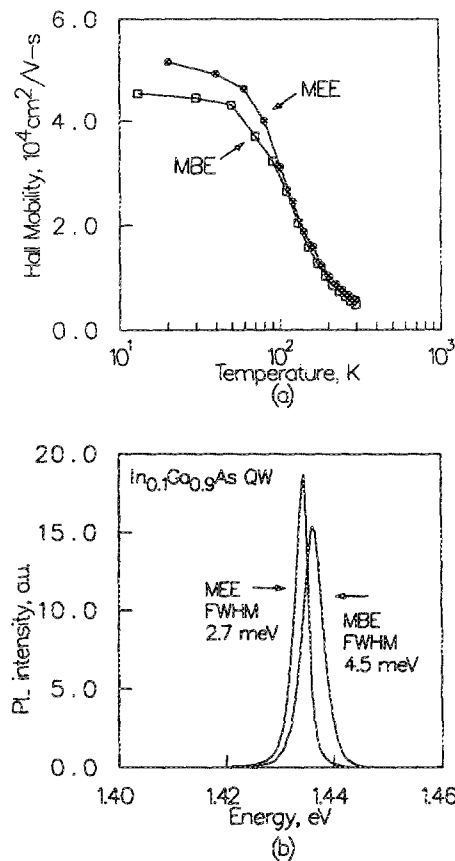 6.0
4.0
2.0
0.0
Hall Mobility, 10⁴cm²/V-s
MEE
MBE
10¹ 10² 10³
Temperature, K
(a)
20.0
15.0
10.0
5.0
0.0
PL intensity, a.u.
In₀.₁Ga₀.₉As QW
MEE
FWHM
2.7 meV
MBE
FWHM
4.5 meV
1.40 1.42 1.44 1.46
Energy, eV
(b)